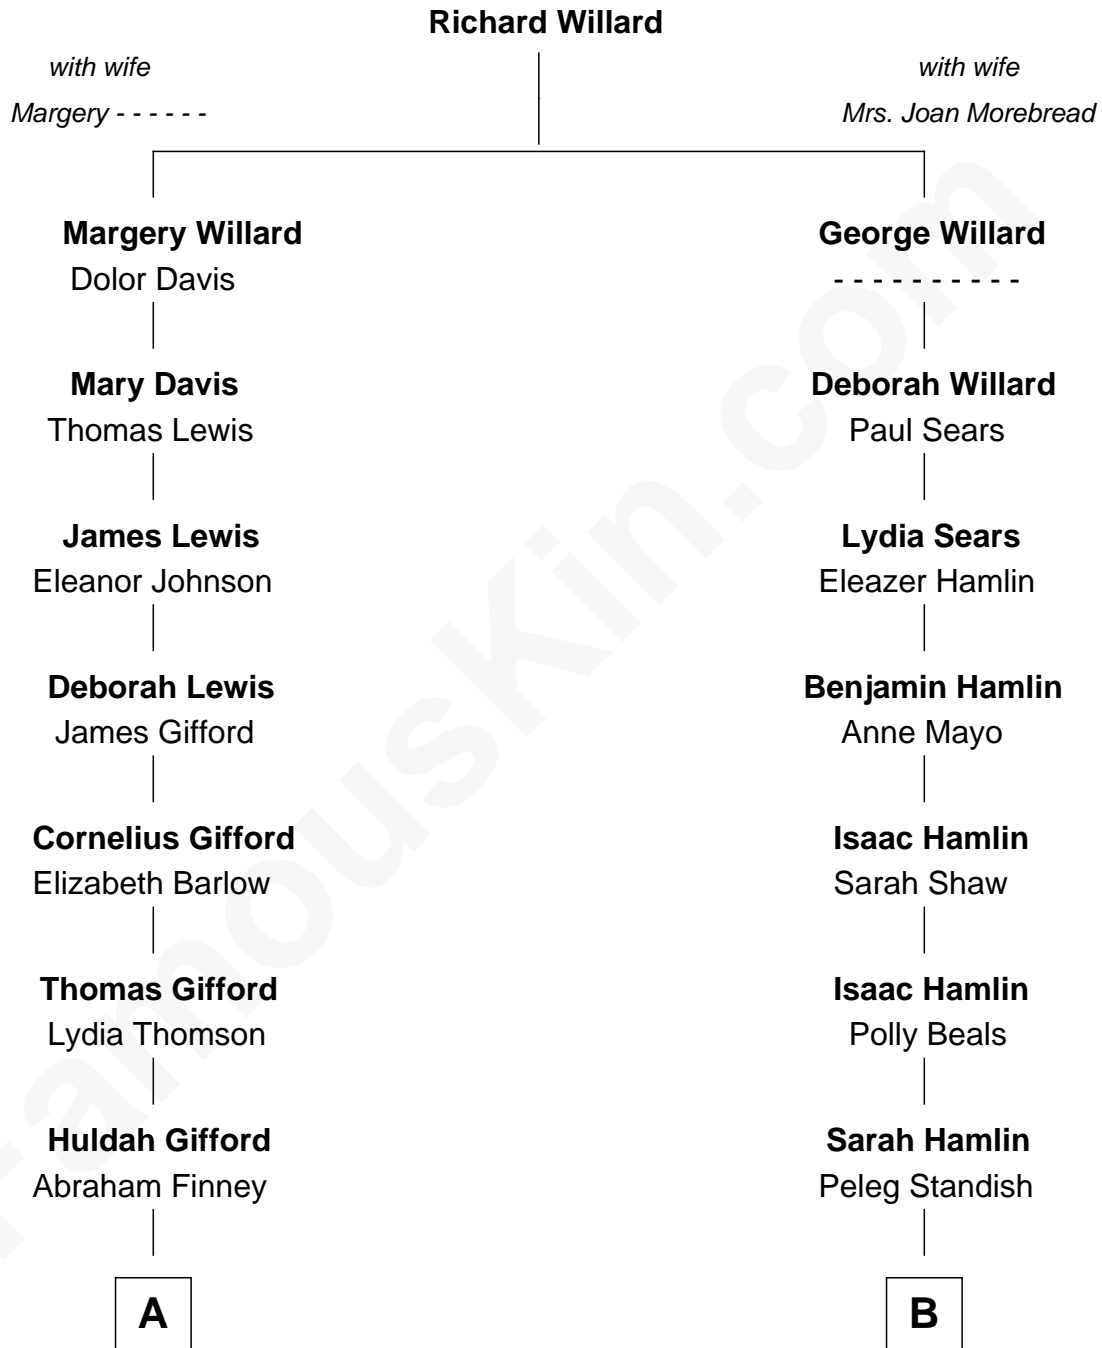 Richard Willard
with wife
with wife
Margery - - - - - -
Mrs. Joan Morebread
Margery Willard
George Willard
Dolor Davis
- - - - - - - - - -
Mary Davis
Deborah Willard
Thomas Lewis
Paul Sears
James Lewis
Lydia Sears
Eleanor Johnson
Eleazer Hamlin
Deborah Lewis
Benjamin Hamlin
James Gifford
Anne Mayo
Cornelius Gifford
Isaac Hamlin
Elizabeth Barlow
Sarah Shaw
Thomas Gifford
Isaac Hamlin
Lydia Thomson
Polly Beals
Huldah Gifford
Sarah Hamlin
Abraham Finney
Peleg Standish
A
B
FamousKin.com